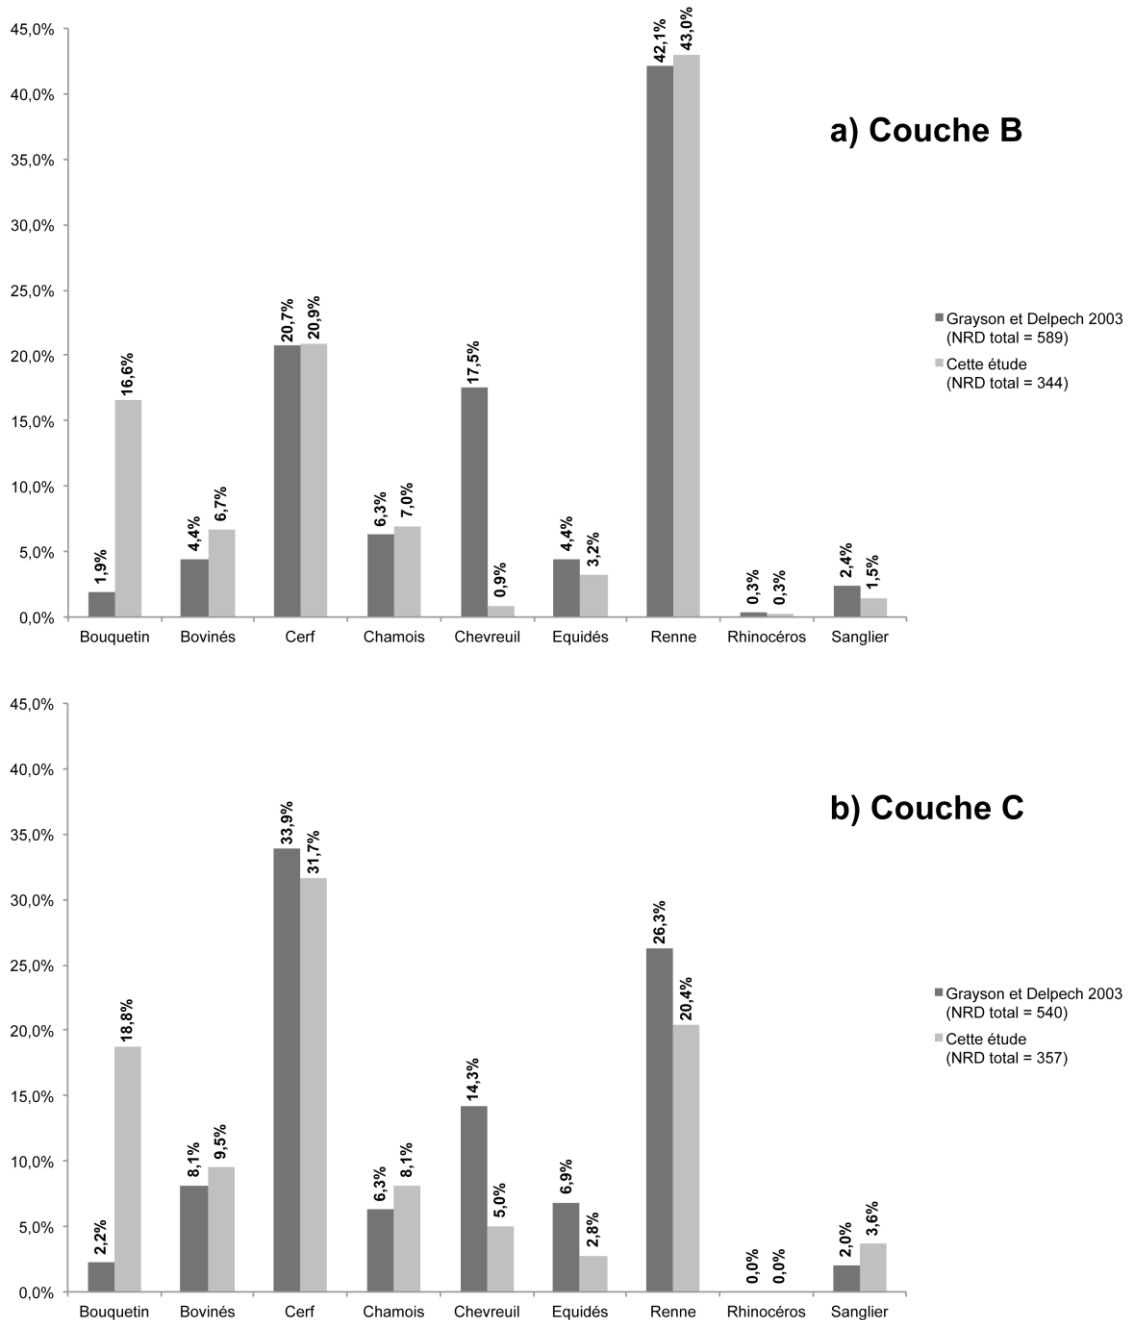 45,0%
40,0%
35,0%
30,0%
25,0%
20,0%
15,0%
10,0%
5,0%
0,0%
1,9%
16,6%
4,4%
6,7%
20,7%
20,9%
6,3%
7,0%
17,5%
0,9%
4,4%
3,2%
42,1%
43,0%
0,3%
0,3%
2,4%
1,5%
Bouquetin
Bovinés
Cerf
Chamois
Chevreuil
Equidés
Renne
Rhinocéros
Sanglier
a) Couche B
Grayson et Delpech 2003
(NRD total = 589)
Cette étude
(NRD total = 344)
45,0%
40,0%
35,0%
30,0%
25,0%
20,0%
15,0%
10,0%
5,0%
0,0%
2,2%
18,8%
8,1%
9,5%
33,9%
31,7%
6,3%
8,1%
14,3%
5,0%
6,9%
2,8%
26,3%
20,4%
0,0%
0,0%
2,0%
3,6%
Bouquetin
Bovinés
Cerf
Chamois
Chevreuil
Equidés
Renne
Rhinocéros
Sanglier
b) Couche C
Grayson et Delpech 2003
(NRD total = 540)
Cette étude
(NRD total = 357)